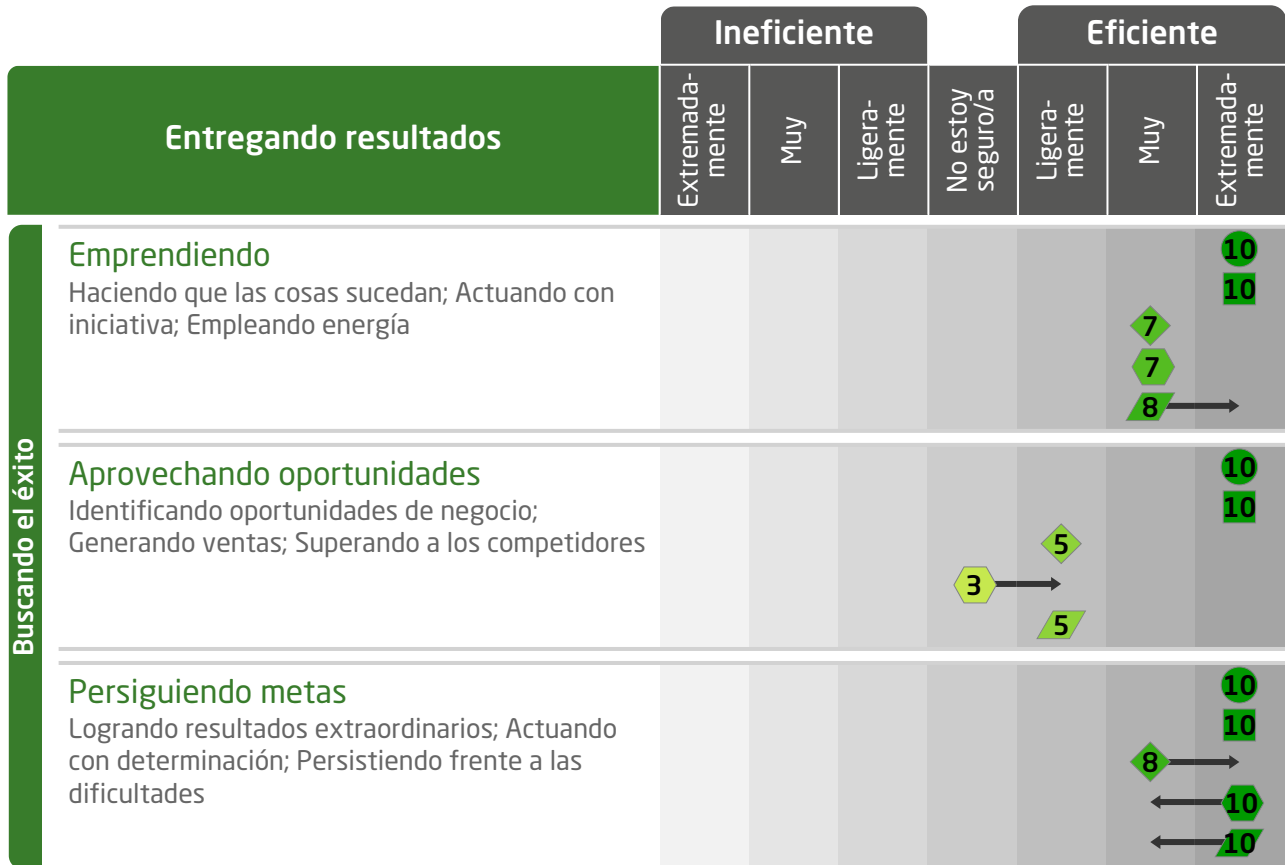 Ineficiente
Eficiente
Entregando resultados
Extremada-
mente
Muy
Ligera-
mente
No estoy
seguro/a
Ligera-
mente
Muy
Extremada-
mente
Buscando el éxito
Emprendiendo
Haciendo que las cosas sucedan; Actuando con
iniciativa; Empleando energía
10
10
7
7
8
Aprovechando oportunidades
Identificando oportunidades de negocio;
Generando ventas; Superando a los competidores
10
10
5
3
5
Persiguiendo metas
Logrando resultados extraordinarios; Actuando
con determinación; Persistiendo frente a las
dificultades
10
10
8
10
10